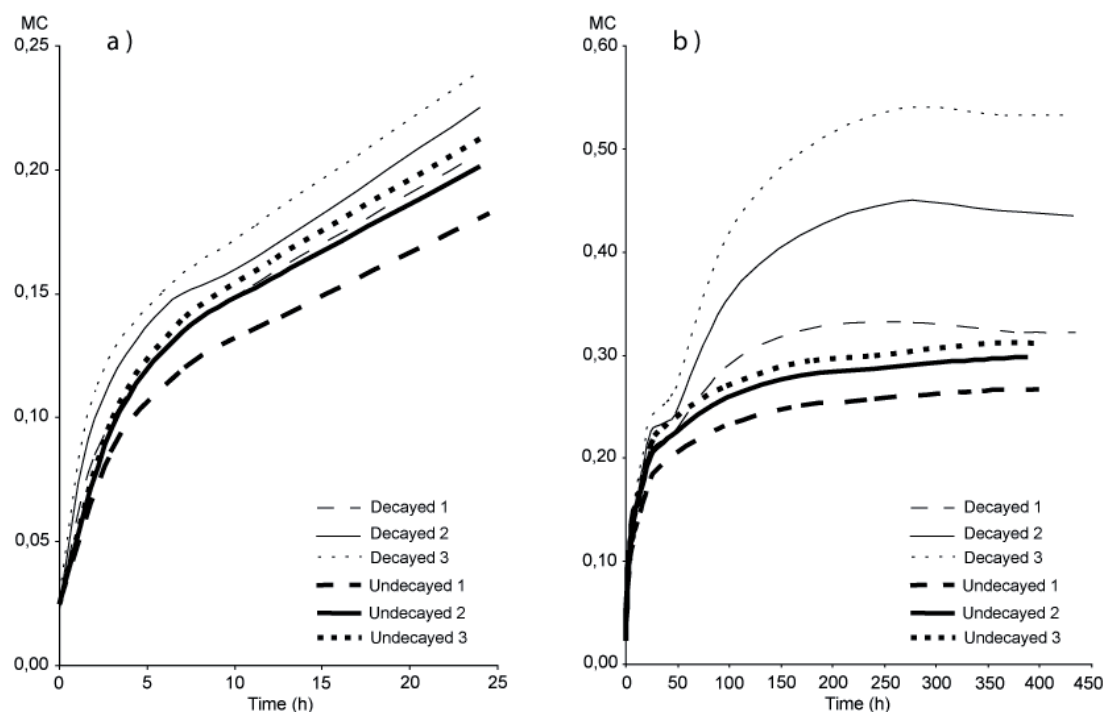 MC
a )
0,25
0,20
0,15
0,10
0,05
0,00
0
5
10
15
20
25
Time (h)
Decayed 1
Decayed 2
Decayed 3
Undecayed 1
Undecayed 2
Undecayed 3
MC
b )
0,60
0,50
0,40
0,30
0,20
0,10
0,00
0
50
100
150
200
250
300
350
400
450
Time (h)
Decayed 1
Decayed 2
Decayed 3
Undecayed 1
Undecayed 2
Undecayed 3